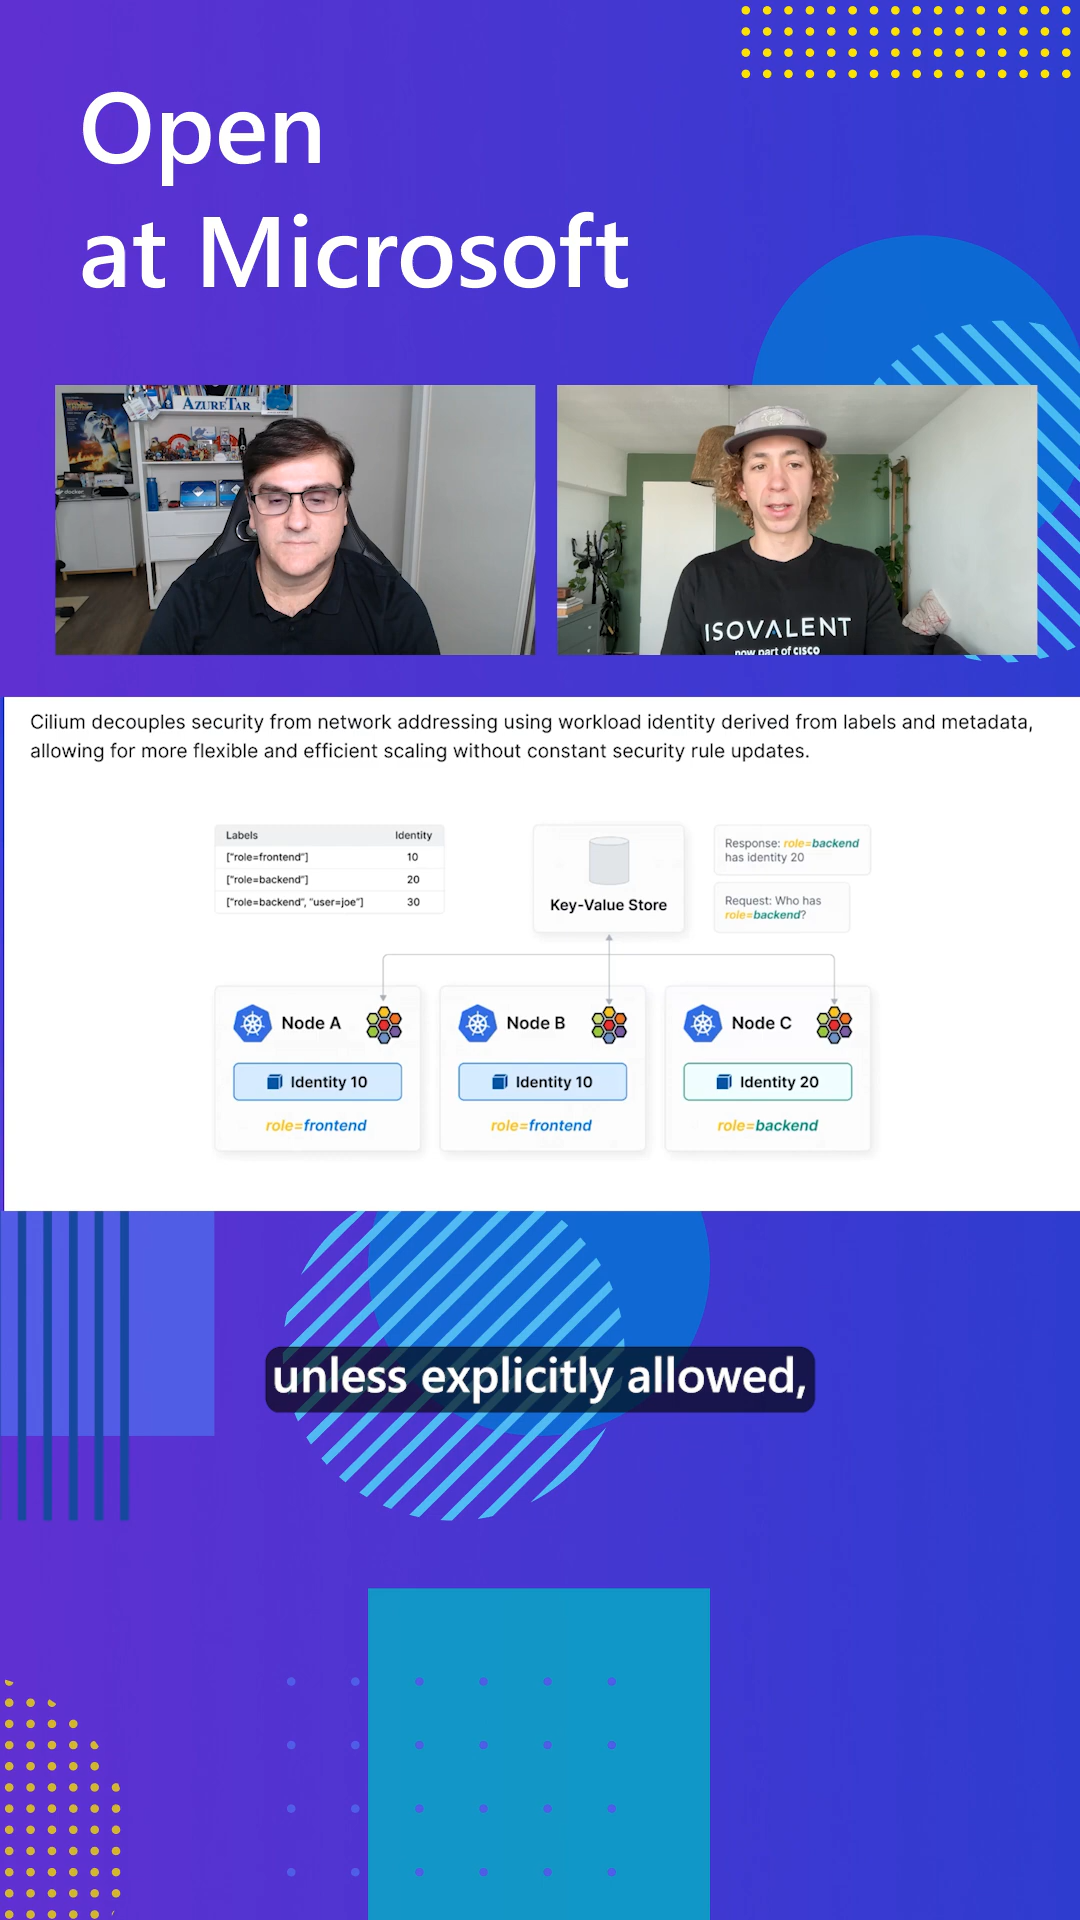 Open
at Microsoft
AZURETAR
docker
ISOVALENT
now part of CISCO
Cilium decouples security from network addressing using workload identity derived from labels and metadata,
allowing for more flexible and efficient scaling without constant security rule updates.
Labels Identity
["role=frontend"] 10
["role=backend"] 20
["role=backend", "user=joe"] 30
Key-Value Store
Response: role=backend
has identity 20
Request: Who has
role=backend?
Node A
Identity 10
role=frontend
Node B
Identity 10
role=frontend
Node C
Identity 20
role=backend
unless explicitly allowed,